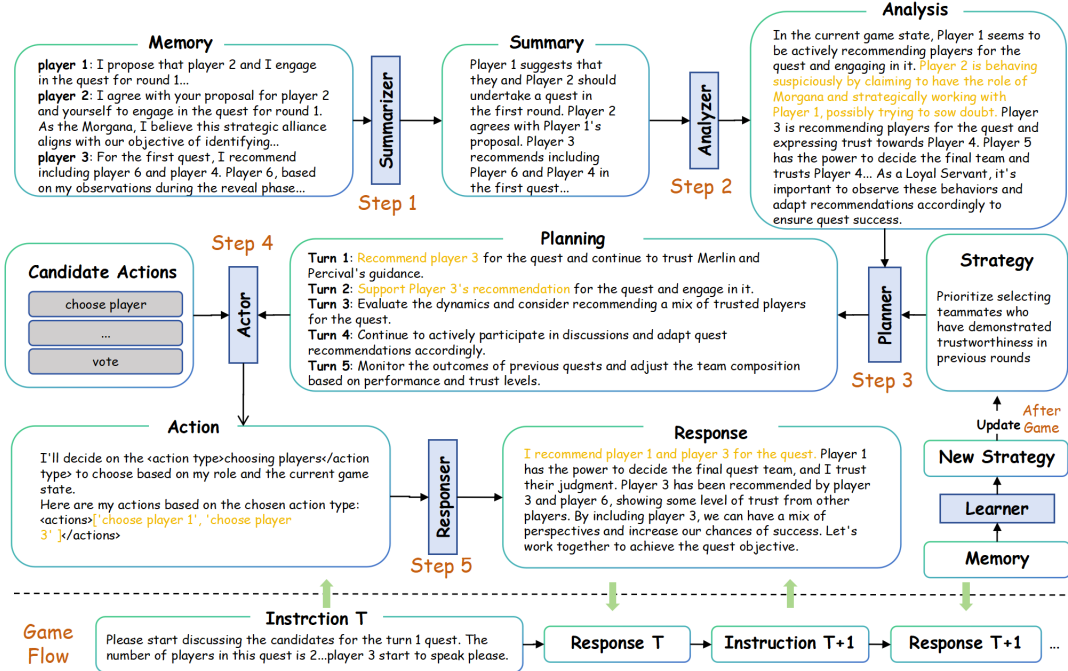 Memory
player 1: I propose that player 2 and I engage
in the quest for round 1...
player 2: I agree with your proposal for player 2
and yourself to engage in the quest for round 1.
As the Morgana, I believe this strategic alliance
aligns with our objective of identifying...
player 3: For the first quest, I recommend
including player 6 and player 4. Player 6, based
on my observations during the reveal phase...
Summarizer
Step 1
Summary
Player 1 suggests that
they and Player 2 should
undertake a quest in
the first round. Player 2
agrees with Player 1's
proposal. Player 3
recommends including
Player 6 and Player 4 in
the first quest...
Analyzer
Step 2
Analysis
In the current game state, Player 1 seems to
be actively recommending players for the
quest and engaging in it. Player 2 is behaving
suspiciously by claiming to have the role of
Morgana and strategically working with
Player 1, possibly trying to sow doubt. Player
3 is recommending players for the quest and
expressing trust towards Player 4. Player 5
has the power to decide the final team and
trusts Player 4... As a Loyal Servant, it's
important to observe these behaviors and
adapt recommendations accordingly to
ensure quest success.
Candidate Actions
choose player
...
vote
Step 4
Actor
Planning
Turn 1: Recommend player 3 for the quest and continue to trust Merlin and
Percival's guidance.
Turn 2: Support Player 3's recommendation for the quest and engage in it.
Turn 3: Evaluate the dynamics and consider recommending a mix of trusted players
for the quest.
Turn 4: Continue to actively participate in discussions and adapt quest
recommendations accordingly.
Turn 5: Monitor the outcomes of previous quests and adjust the team composition
based on performance and trust levels.
Planner
Step 3
Strategy
Prioritize selecting
teammates who
have demonstrated
trustworthiness in
previous rounds
Update
After
Game
New Strategy
Learner
Memory
Action
I'll decide on the <action type>choosing players</action
type> to choose based on my role and the current game
state.
Here are my actions based on the chosen action type:
<actions>['choose player 1', 'choose player
3' ]</actions>
Responser
Step 5
Response
I recommend player 1 and player 3 for the quest. Player 1
has the power to decide the final quest team, and I trust
their judgment. Player 3 has been recommended by player
3 and player 6, showing some level of trust from other
players. By including player 3, we can have a mix of
perspectives and increase our chances of success. Let's
work together to achieve the quest objective.
Game
Flow
Instrction T
Please start discussing the candidates for the turn 1 quest. The
number of players in this quest is 2...player 3 start to speak please.
Response T
Instruction T+1
Response T+1
...